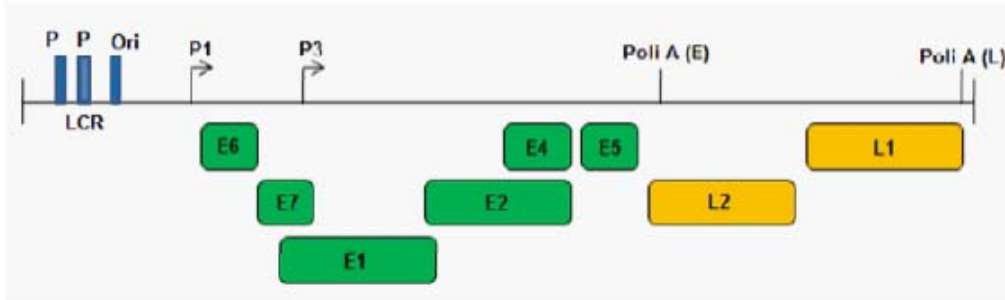 P P Ori P1 P3 Poli A (E) Poli A (L)
LCR
E6 E4 E5 L1
E7 E2 L2
E1